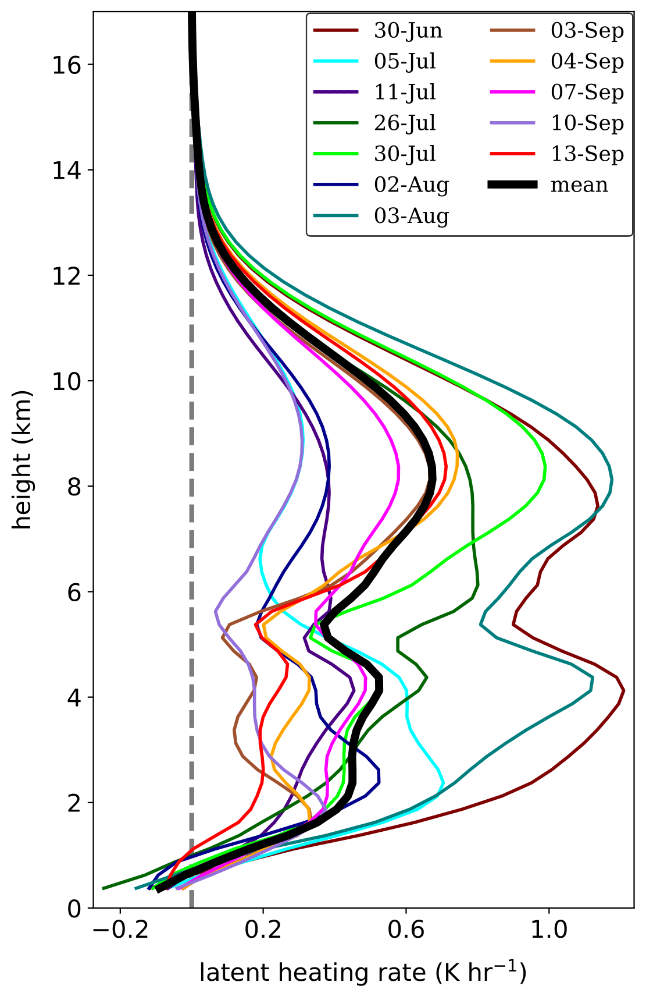 30-Jun
05-Jul
11-Jul
26-Jul
30-Jul
02-Aug
03-Aug
03-Sep
04-Sep
07-Sep
10-Sep
13-Sep
mean
height (km)
16
14
12
10
8
6
4
2
0
−0.2 0.2 0.6 1.0
latent heating rate (K hr⁻¹)